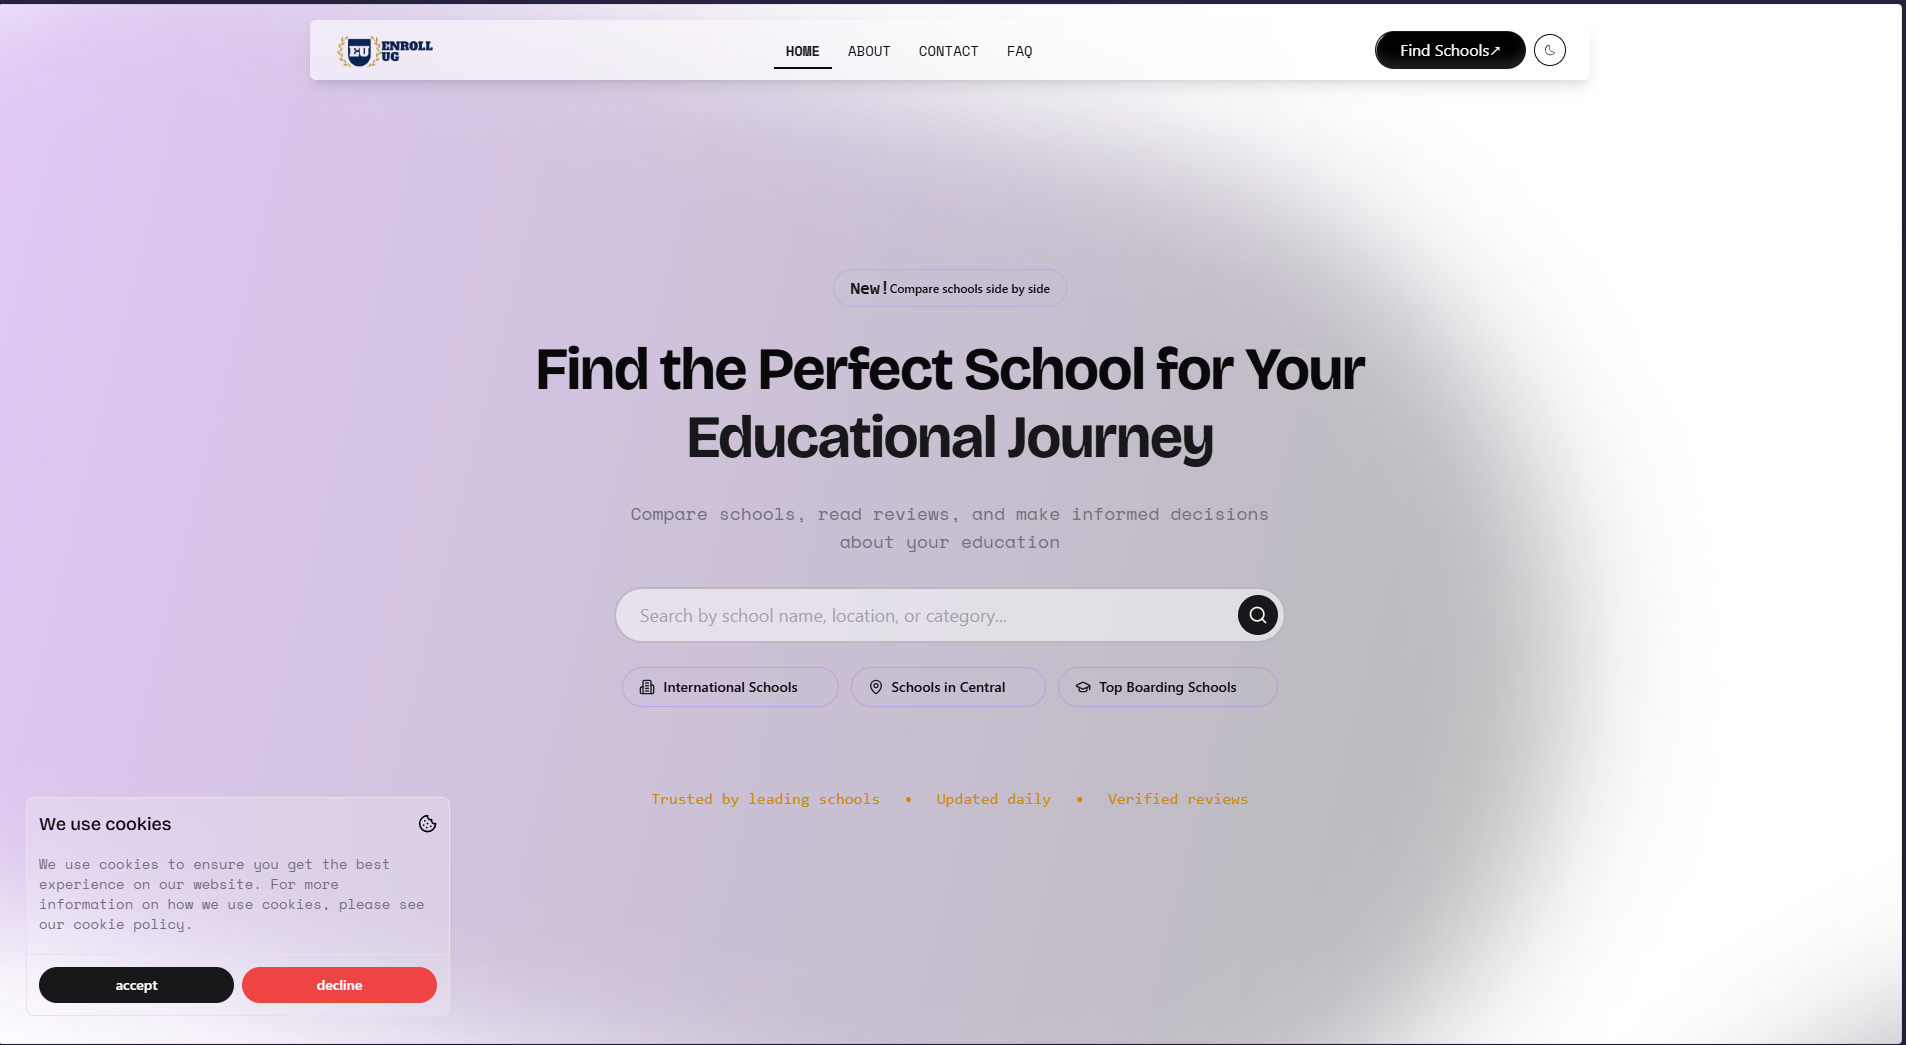 EU ENROLL
UG
HOME ABOUT CONTACT FAQ
Find Schools↗
New! Compare schools side by side
Find the Perfect School for Your
Educational Journey
Compare schools, read reviews, and make informed decisions
about your education
Search by school name, location, or category...
International Schools
Schools in Central
Top Boarding Schools
Trusted by leading schools • Updated daily • Verified reviews
We use cookies
We use cookies to ensure you get the best
experience on our website. For more
information on how we use cookies, please see
our cookie policy.
accept
decline